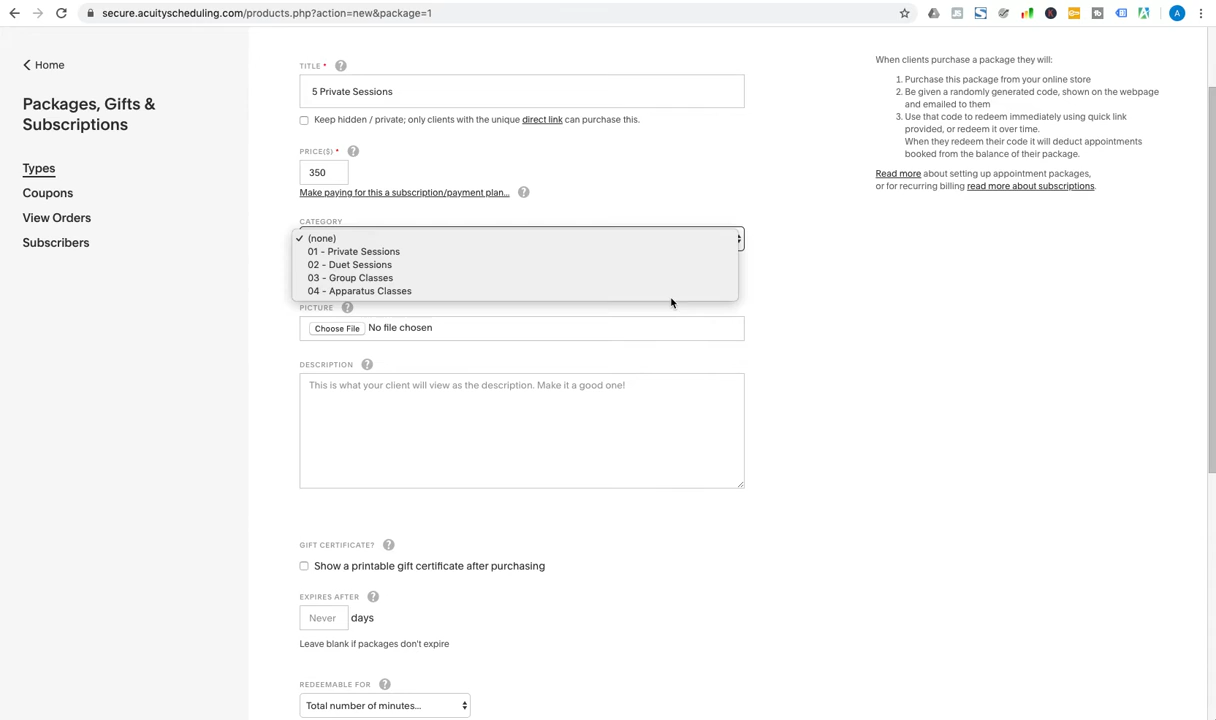 secure.acuityscheduling.com/products.php?action=new&package=1
A
Home
Packages, Gifts &
Subscriptions
Types
Coupons
View Orders
Subscribers
TITLE * ?
5 Private Sessions
Keep hidden / private; only clients with the unique direct link can purchase this.
PRICE($) * ?
350
Make paying for this a subscription/payment plan... ?
CATEGORY
(none)
01 - Private Sessions
02 - Duet Sessions
03 - Group Classes
04 - Apparatus Classes
PICTURE ?
Choose File No file chosen
DESCRIPTION ?
This is what your client will view as the description. Make it a good one!
GIFT CERTIFICATE? ?
Show a printable gift certificate after purchasing
EXPIRES AFTER ?
Never days
Leave blank if packages don't expire
REDEEMABLE FOR ?
Total number of minutes...
When clients purchase a package they will:
1. Purchase this package from your online store
2. Be given a randomly generated code, shown on the webpage
and emailed to them
3. Use that code to redeem immediately using quick link
provided, or redeem it over time.
When they redeem their code it will deduct appointments
booked from the balance of their package.
Read more about setting up appointment packages,
or for recurring billing read more about subscriptions.